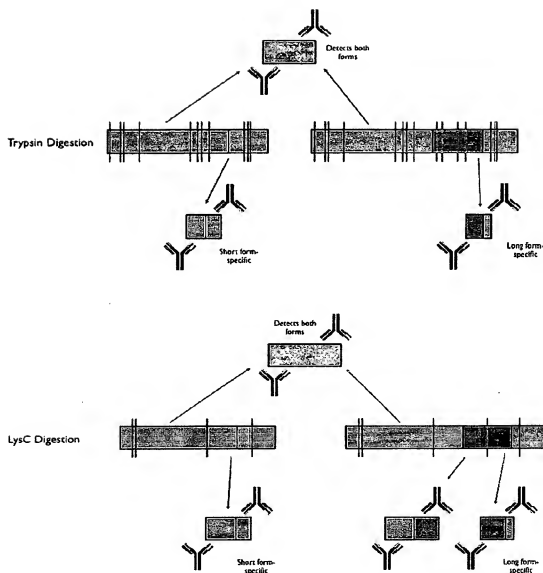 Detects both
forms
Trypsin Digestion
Short form-
specific
Long form-
specific
Detects both
forms
LysC Digestion
Short form-
specific
Long form-
specific